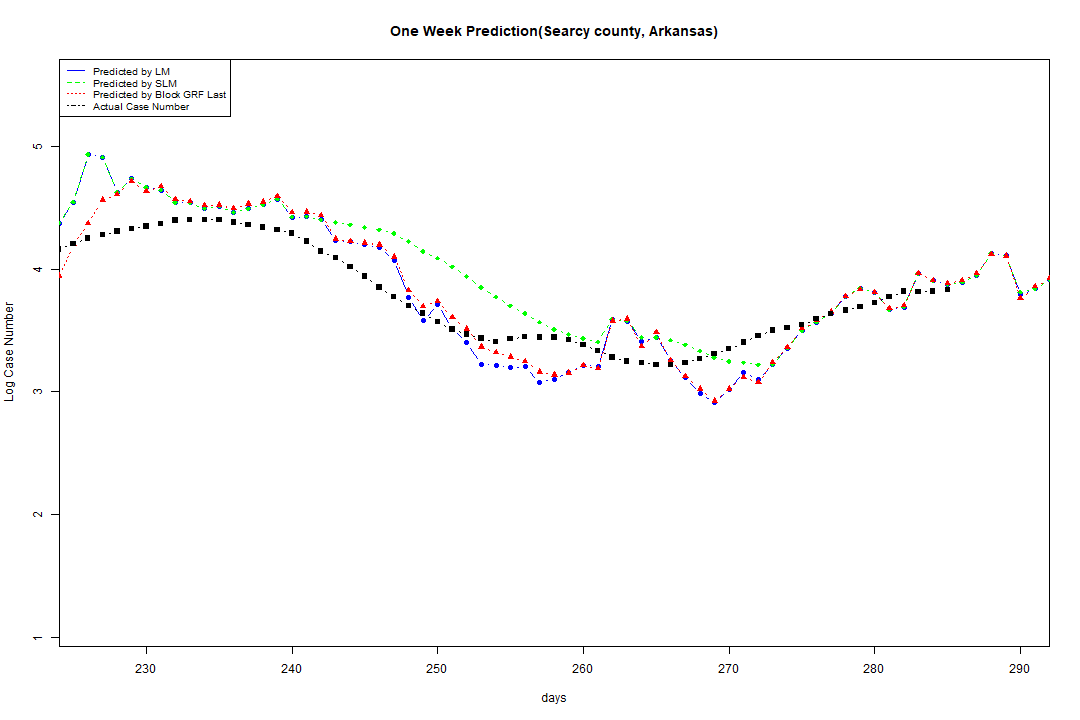 One Week Prediction(Searcy county, Arkansas)
Predicted by LM
Predicted by SLM
Predicted by Block GRF Last
Actual Case Number
5
4
3
2
1
Log Case Number
230 240 250 260 270 280 290
days